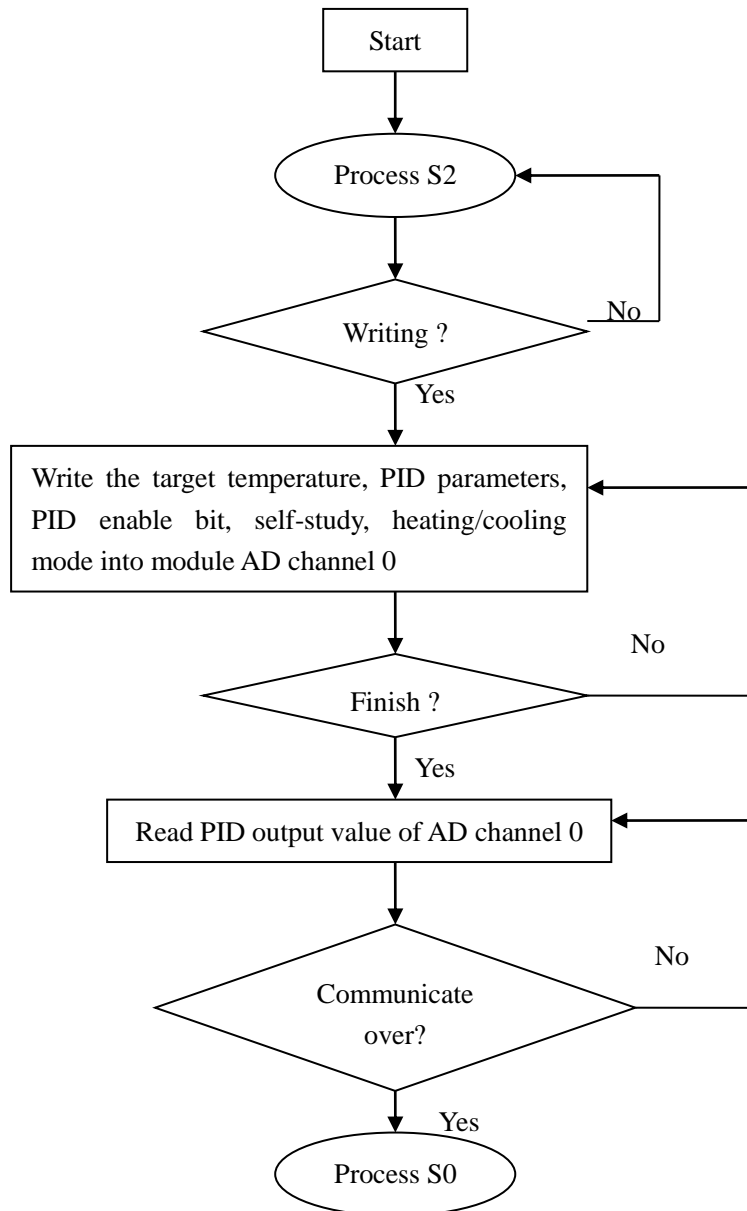 Start
Process S2
No
Writing ?
Yes
Write the target temperature, PID parameters,
PID enable bit, self-study, heating/cooling
mode into module AD channel 0
No
Finish ?
Yes
Read PID output value of AD channel 0
No
Communicate
over?
Yes
Process S0